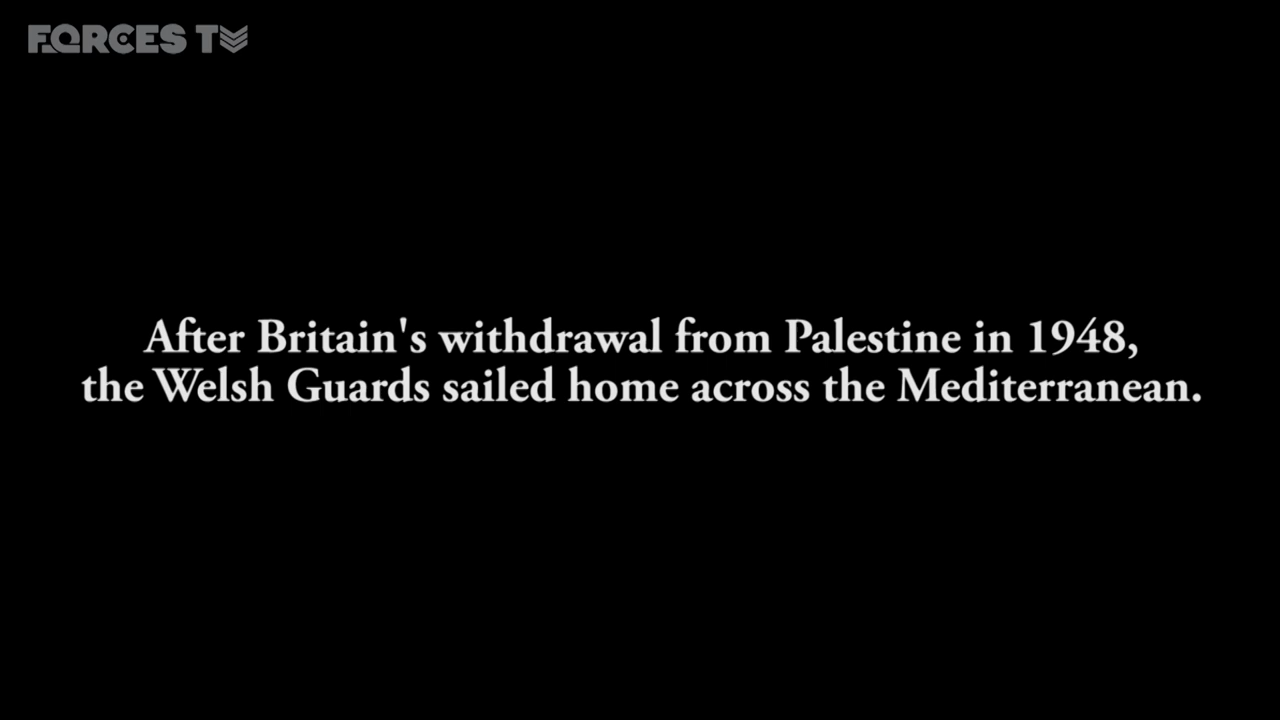 FORCES TV
After Britain's withdrawal from Palestine in 1948,
the Welsh Guards sailed home across the Mediterranean.